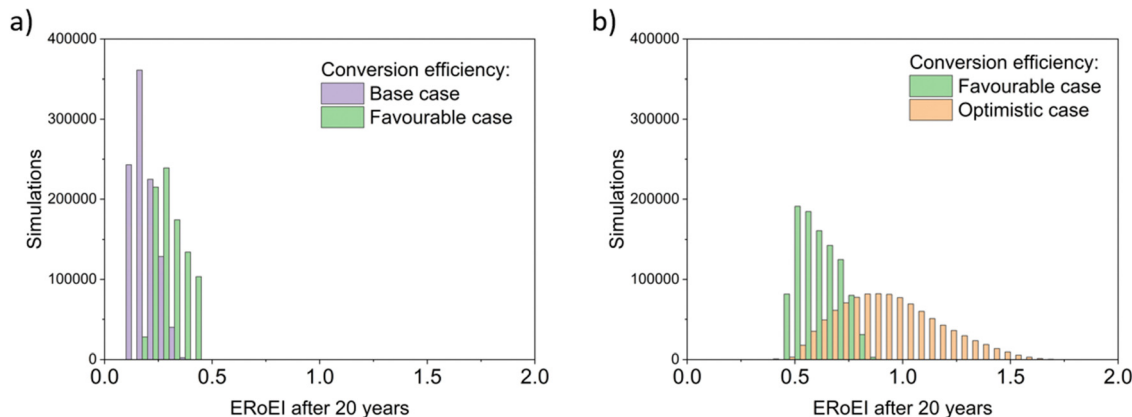 a)
400000
300000
200000
100000
0
Simulations
Conversion efficiency:
Base case
Favourable case
0.0 0.5 1.0 1.5 2.0
ERoEI after 20 years
b)
400000
300000
200000
100000
0
Simulations
Conversion efficiency:
Favourable case
Optimistic case
0.0 0.5 1.0 1.5 2.0
ERoEI after 20 years